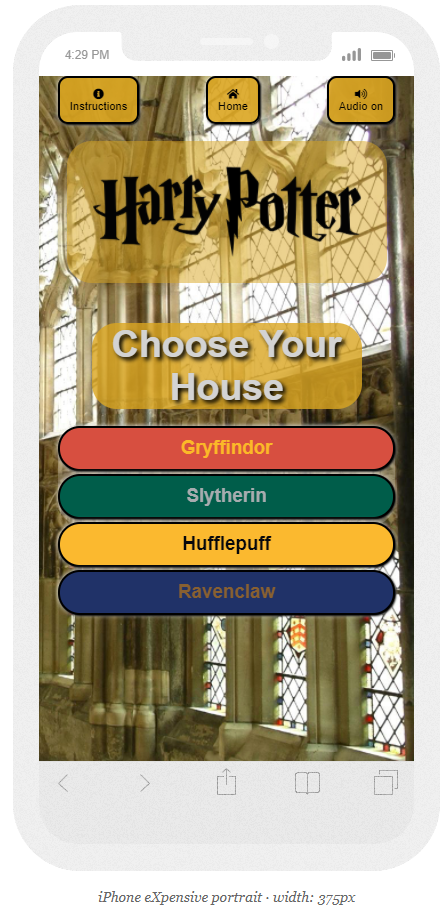 4:29 PM
Instructions
Home
Audio on
Harry Potter
Choose Your
House
Gryffindor
Slytherin
Hufflepuff
Ravenclaw
iPhone eXpensive portrait · width: 375px